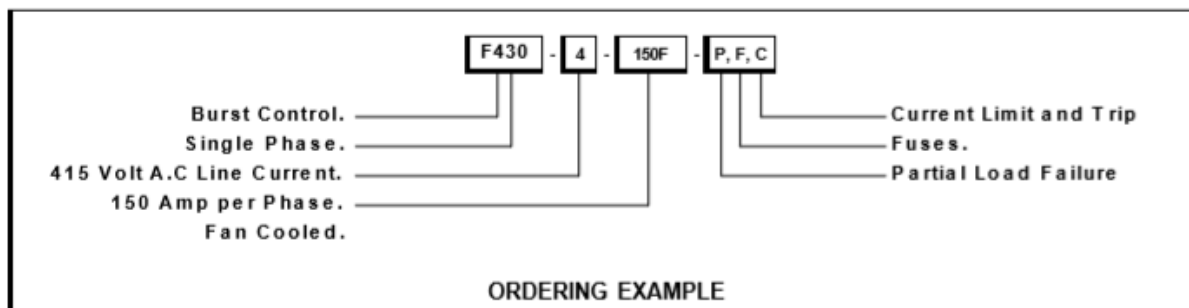 F430 - 4 - 150F - P, F, C
Burst Control.
Current Limit and Trip
Single Phase.
Fuses.
415 Volt A.C Line Current.
Partial Load Failure
150 Amp per Phase.
Fan Cooled.
ORDERING EXAMPLE